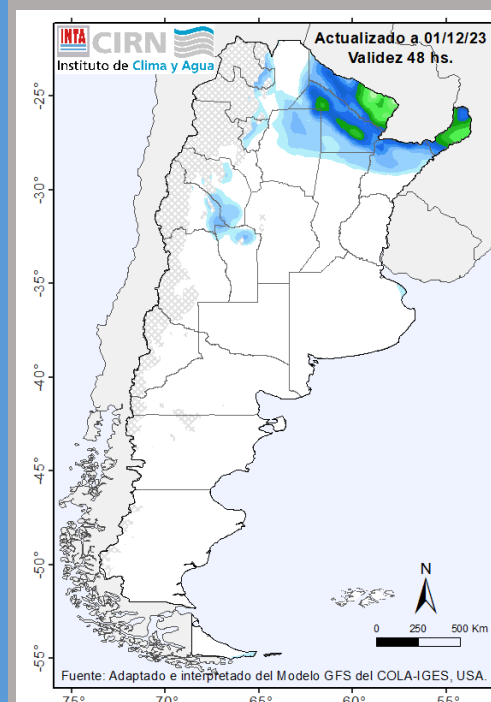 INTA CIRN
Instituto de Clima y Agua
Actualizado a 01/12/23
Validez 48 hs.
-25°
-30°
-35°
-40°
-45°
-50°
-55°
N
0 250 500 Km
Fuente: Adaptado e interpretado del Modelo GFS del COLA-IGES, USA.
75° 70° 65° 60° 55°